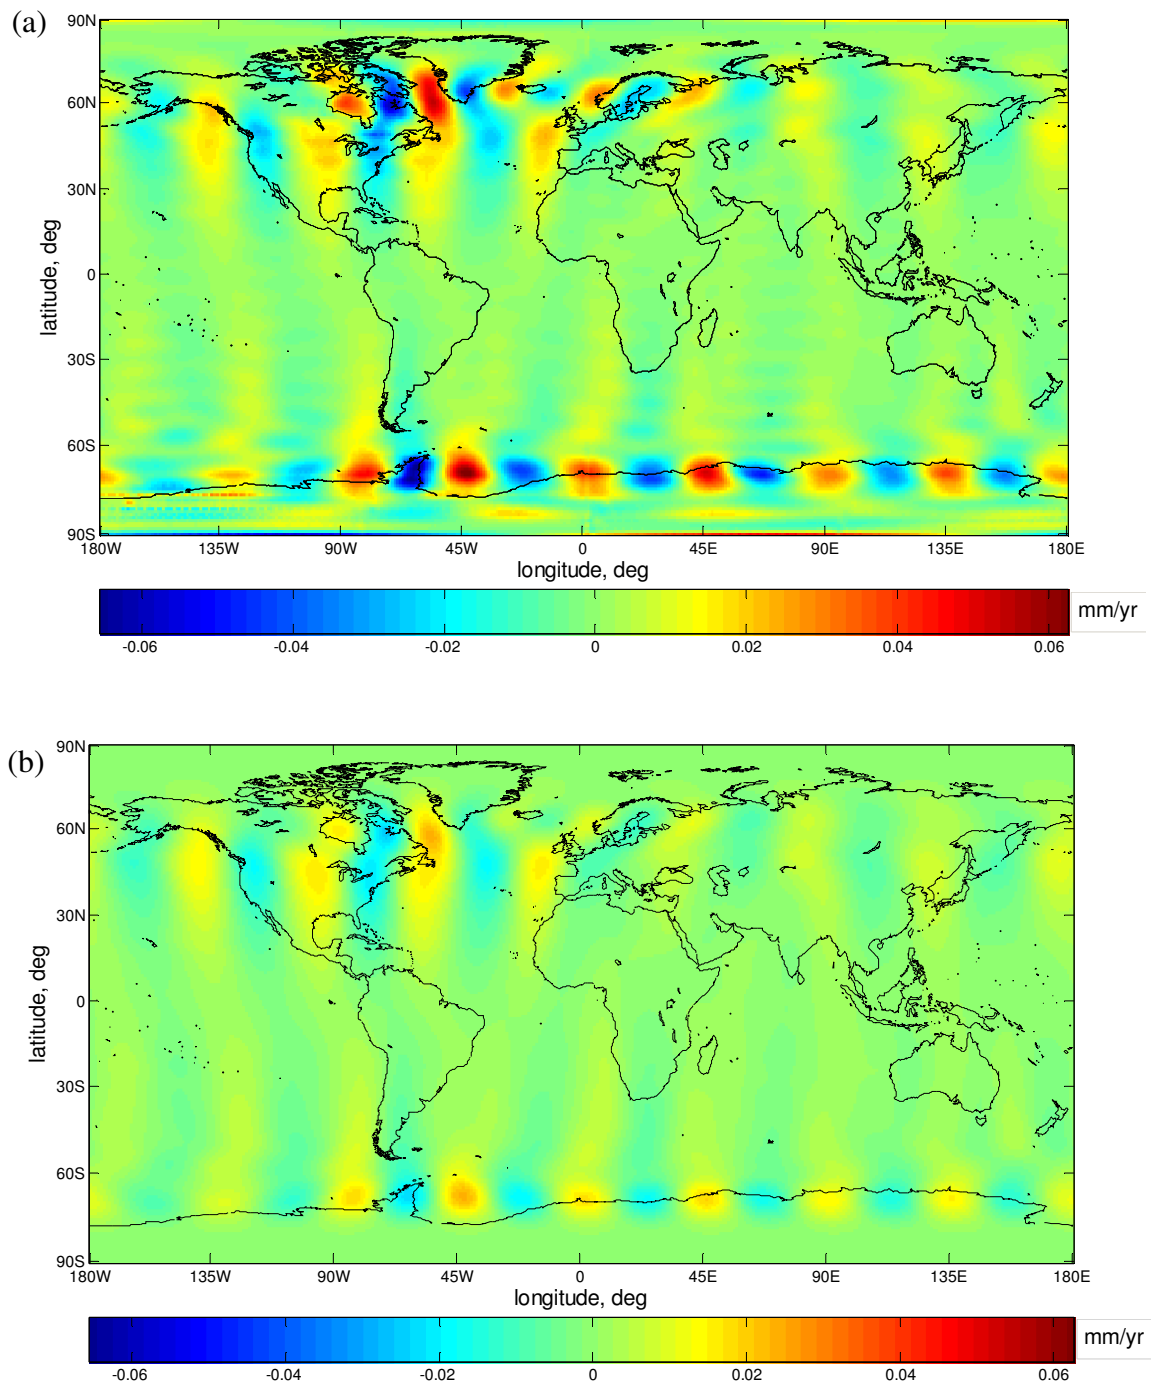 (a)
90N
60N
30N
0
30S
60S
90S
latitude, deg
180W 135W 90W 45W 0 45E 90E 135E 180E
longitude, deg
mm/yr
-0.06 -0.04 -0.02 0 0.02 0.04 0.06
(b)
90N
60N
30N
0
30S
60S
90S
latitude, deg
180W 135W 90W 45W 0 45E 90E 135E 180E
longitude, deg
mm/yr
-0.06 -0.04 -0.02 0 0.02 0.04 0.06